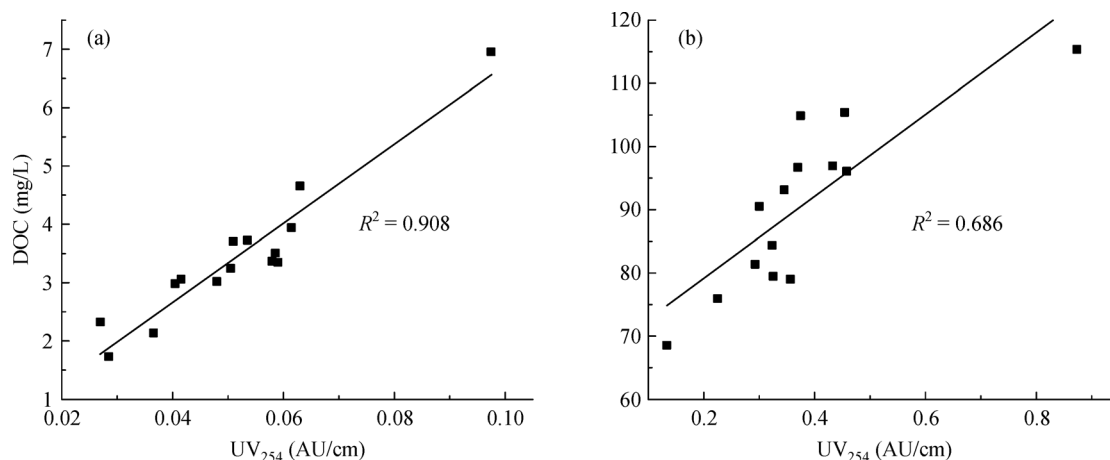 (a)
7
6
5
4
3
2
1
DOC (mg/L)
R² = 0.908
0.02 0.04 0.06 0.08 0.10
UV₂₅₄ (AU/cm)
(b)
120
110
100
90
80
70
60
R² = 0.686
0.2 0.4 0.6 0.8
UV₂₅₄ (AU/cm)